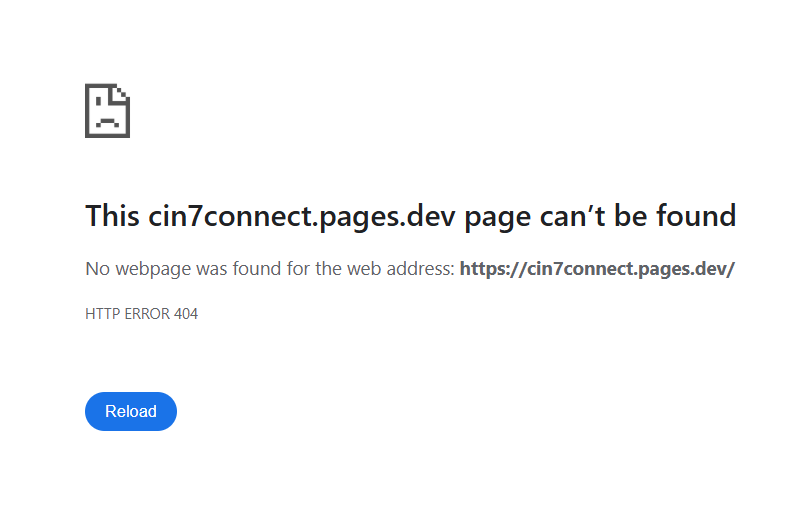 This cin7connect.pages.dev page can’t be found
No webpage was found for the web address: https://cin7connect.pages.dev/
HTTP ERROR 404
Reload